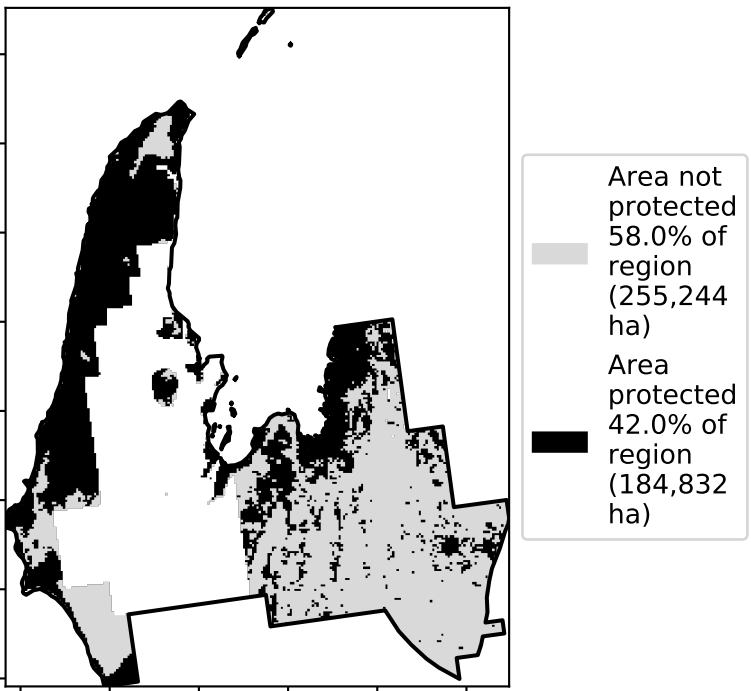 Area not
protected
58.0% of
region
(255,244
ha)
Area
protected
42.0% of
region
(184,832
ha)